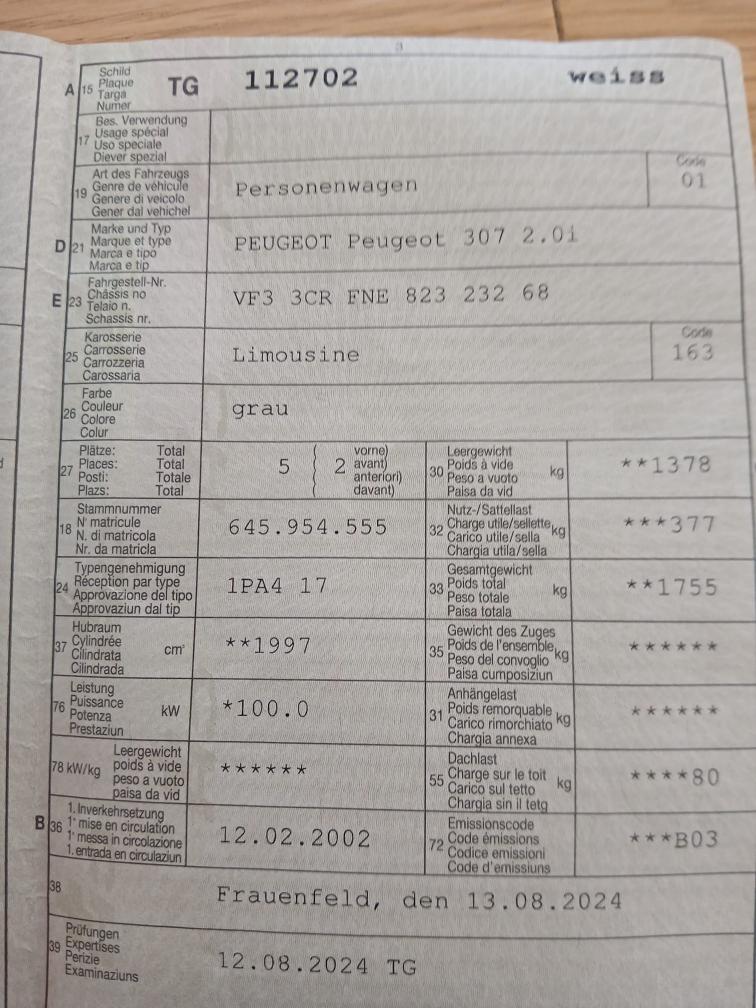 3
A 15 Schild
Plaque
Targa
Numer
TG 112702 weiss
17 Bes. Verwendung
Usage spécial
Uso speciale
Diever spezial
19 Art des Fahrzeugs
Genre de véhicule
Genere di veicolo
Gener dal vehichel
Personenwagen
Code
01
D 21 Marke und Typ
Marque et type
Marca e tipo
Marca e tip
PEUGEOT Peugeot 307 2.0i
E 23 Fahrgestell-Nr.
Châssis no
Telaio n.
Schassis nr.
VF3 3CR FNE 823 232 68
25 Karosserie
Carrosserie
Carrozzeria
Carossaria
Limousine
Code
163
26 Farbe
Couleur
Colore
Colur
grau
27 Plätze: Total
Places: Total
Posti: Totale
Plazs: Total
5 ( 2 vorne)
avant)
anteriori)
davant)
30 Leergewicht
Poids à vide
Peso a vuoto
Paisa da vid
kg
**1378
18 Stammnummer
N° matricule
N. di matricola
Nr. da matricla
645.954.555
32 Nutz-/Sattellast
Charge utile/sellette
Carico utile/sella
Chargia utila/sella
kg
***377
24 Typengenehmigung
Réception par type
Approvazione del tipo
Approvaziun dal tip
1PA4 17
33 Gesamtgewicht
Poids total
Peso totale
Paisa totala
kg
**1755
37 Hubraum
Cylindrée
Cilindrata
Cilindrada
cm³
**1997
35 Gewicht des Zuges
Poids de l'ensemble
Peso del convoglio
Paisa cumposiziun
kg
******
76 Leistung
Puissance
Potenza
Prestaziun
kW
*100.0
31 Anhängelast
Poids remorquable
Carico rimorchiato
Chargia annexa
kg
******
78 kW/kg Leergewicht
poids à vide
peso a vuoto
paisa da vid
******
55 Dachlast
Charge sur le toit
Carico sul tetto
Chargia sin il tetg
kg
****80
B 36 1. Inverkehrsetzung
1e mise en circulation
1a messa in circolazione
1. entrada en circulaziun
12.02.2002
72 Emissionscode
Code émissions
Codice emissioni
Code d'emissiuns
***B03
38
Frauenfeld, den 13.08.2024
39 Prüfungen
Expertises
Perizie
Examinaziuns
12.08.2024 TG